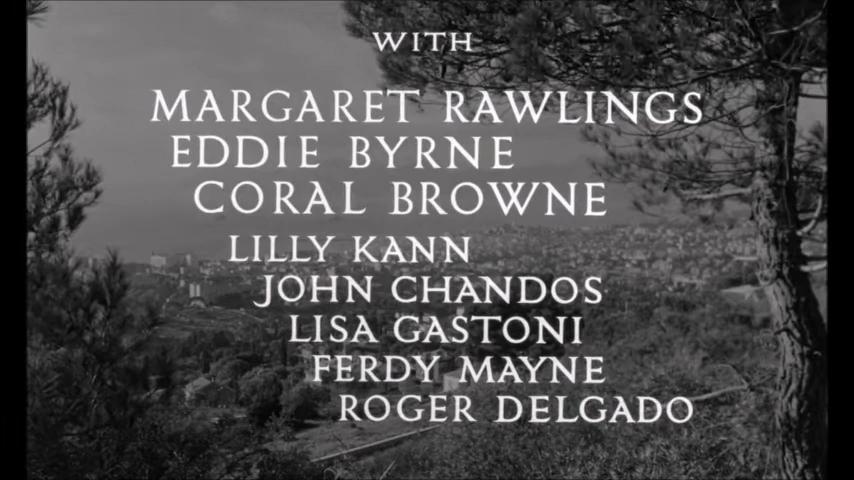 WITH
MARGARET RAWLINGS
EDDIE BYRNE
CORAL BROWNE
LILLY KANN
JOHN CHANDOS
LISA GASTONI
FERDY MAYNE
ROGER DELGADO